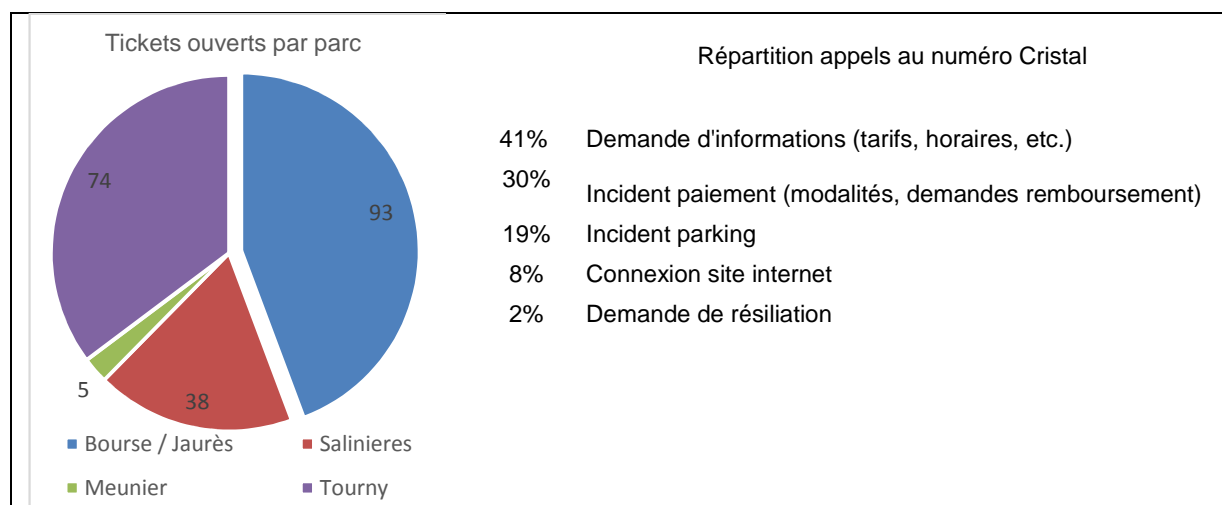 Tickets ouverts par parc
74
93
5
38
Bourse / Jaurès
Salinieres
Meunier
Tourny
Répartition appels au numéro Cristal
41% Demande d'informations (tarifs, horaires, etc.)
30% Incident paiement (modalités, demandes remboursement)
19% Incident parking
8% Connexion site internet
2% Demande de résiliation